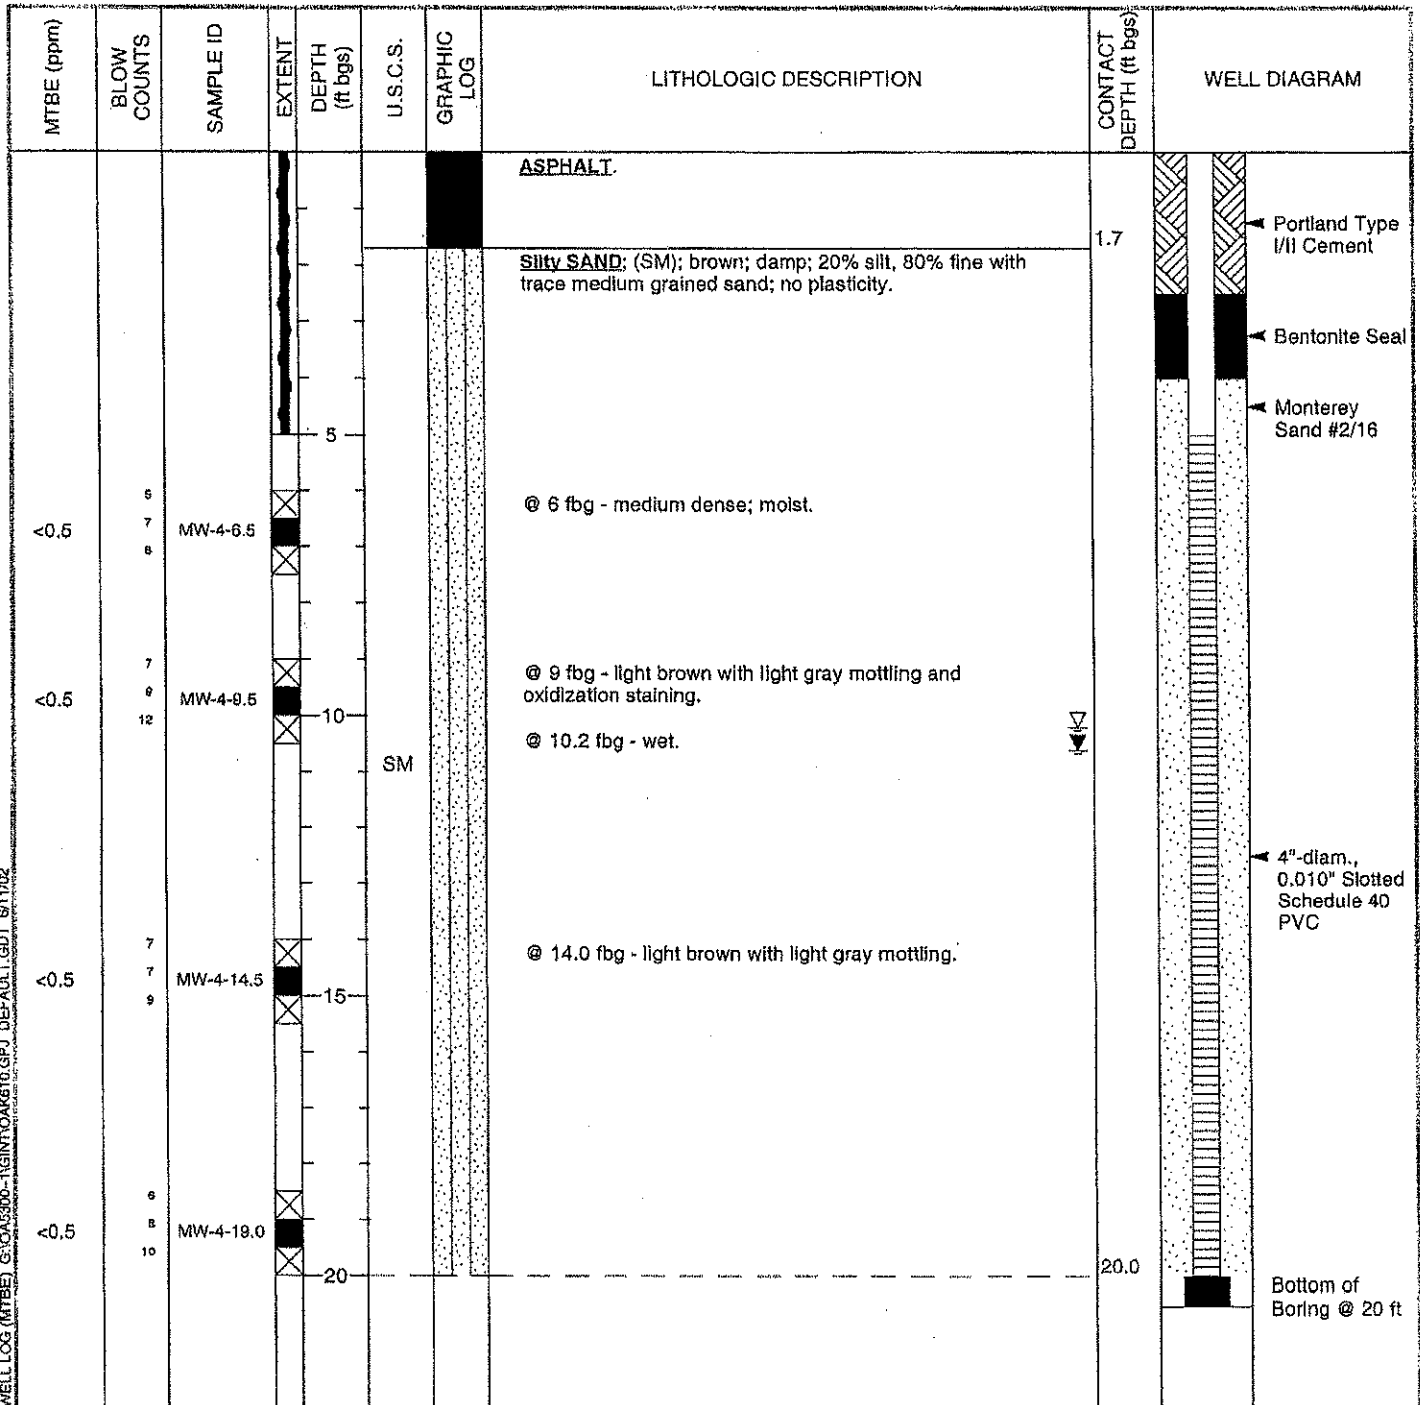 MTBE (ppm)
BLOW COUNTS
SAMPLE ID
EXTENT
DEPTH (ft bgs)
U.S.C.S.
GRAPHIC LOG
LITHOLOGIC DESCRIPTION
CONTACT DEPTH (ft bgs)
WELL DIAGRAM
ASPHALT.
1.7
Portland Type
I/II Cement
Silty SAND; (SM); brown; damp; 20% silt, 80% fine with
trace medium grained sand; no plasticity.
Bentonite Seal
Monterey
Sand #2/16
5
5
7
<0.5
MW-4-6.5
@ 6 fbg - medium dense; moist.
7
@ 9 fbg - light brown with light gray mottling and
oxidization staining.
<0.5
MW-4-9.5
12
10
@ 10.2 fbg - wet.
SM
4"-diam.,
0.010" Slotted
Schedule 40
PVC
7
7
9
<0.5
MW-4-14.5
@ 14.0 fbg - light brown with light gray mottling.
15
6
8
10
<0.5
MW-4-19.0
20
20.0
Bottom of
Boring @ 20 ft
WELL LOG (MTBE) DEFAULT.GDT 6/11/02